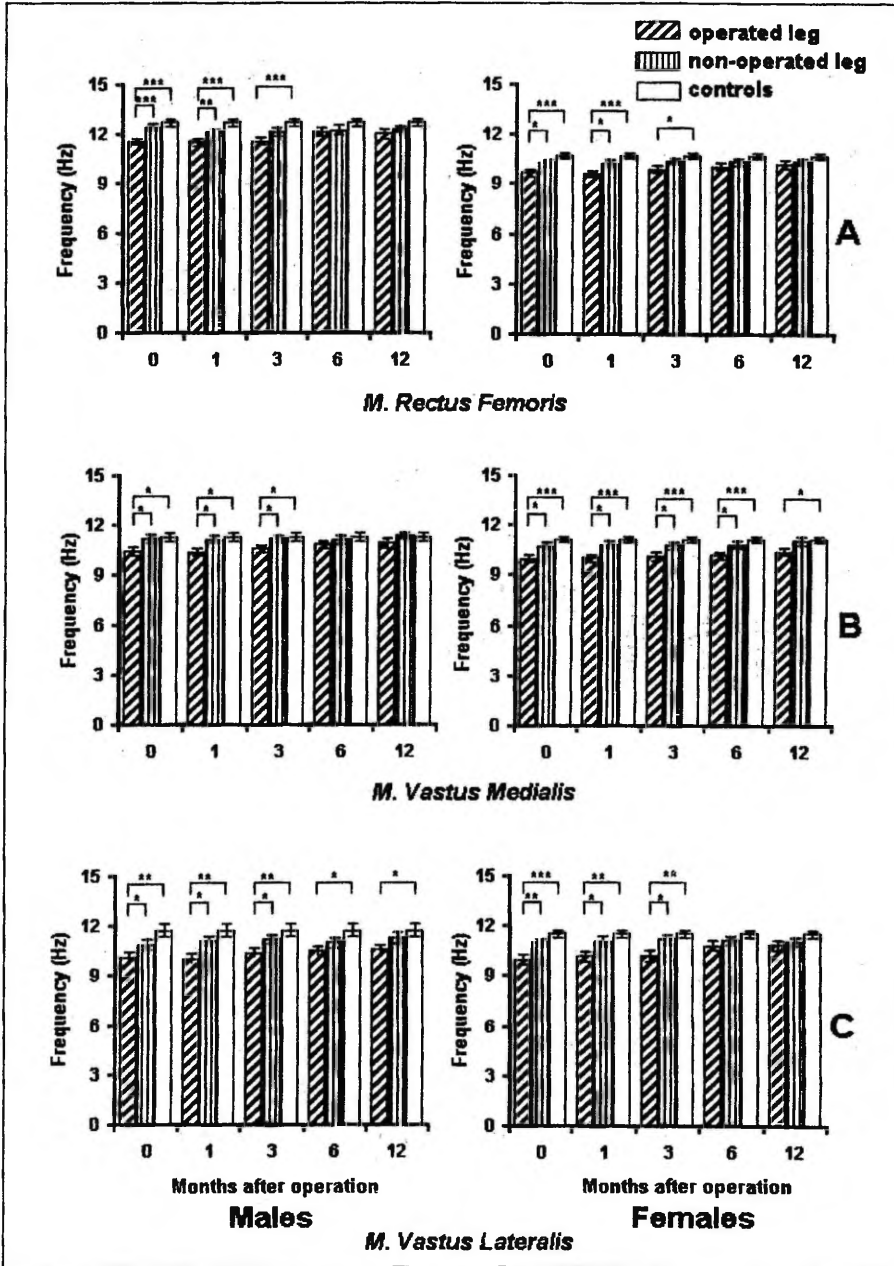 operated leg
non-operated leg
controls
15
12
9
6
3
0
Frequency (Hz)
*** *** ***
*** **
0 1 3 6 12
15
12
9
6
3
0
Frequency (Hz)
*** *** *
* *
0 1 3 6 12
A
M. Rectus Femoris
15
12
9
6
3
0
Frequency (Hz)
* * *
* * *
0 1 3 6 12
15
12
9
6
3
0
Frequency (Hz)
*** *** *** *** *
* * * *
0 1 3 6 12
B
M. Vastus Medialis
15
12
9
6
3
0
Frequency (Hz)
** ** ** * *
* * *
0 1 3 6 12
Months after operation
Males
15
12
9
6
3
0
Frequency (Hz)
*** ** **
** * *
0 1 3 6 12
Months after operation
Females
C
M. Vastus Lateralis